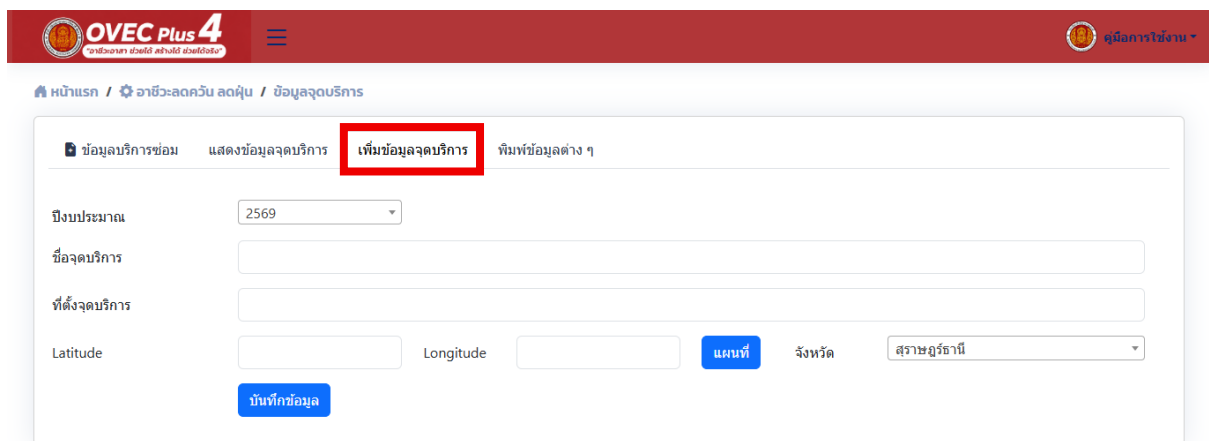 OVEC Plus 4
"อาชีวะอาสา ช่วยได้ สร้างได้ ช่วยได้จริง"
คู่มือการใช้งาน
หน้าแรก / อาชีวะลดควัน ลดฝุ่น / ข้อมูลจุดบริการ
ข้อมูลบริการซ่อม แสดงข้อมูลจุดบริการ เพิ่มข้อมูลจุดบริการ พิมพ์ข้อมูลต่าง ๆ
ปีงบประมาณ 2569
ชื่อจุดบริการ
ที่ตั้งจุดบริการ
Latitude Longitude แผนที่ จังหวัด สุราษฎร์ธานี
บันทึกข้อมูล